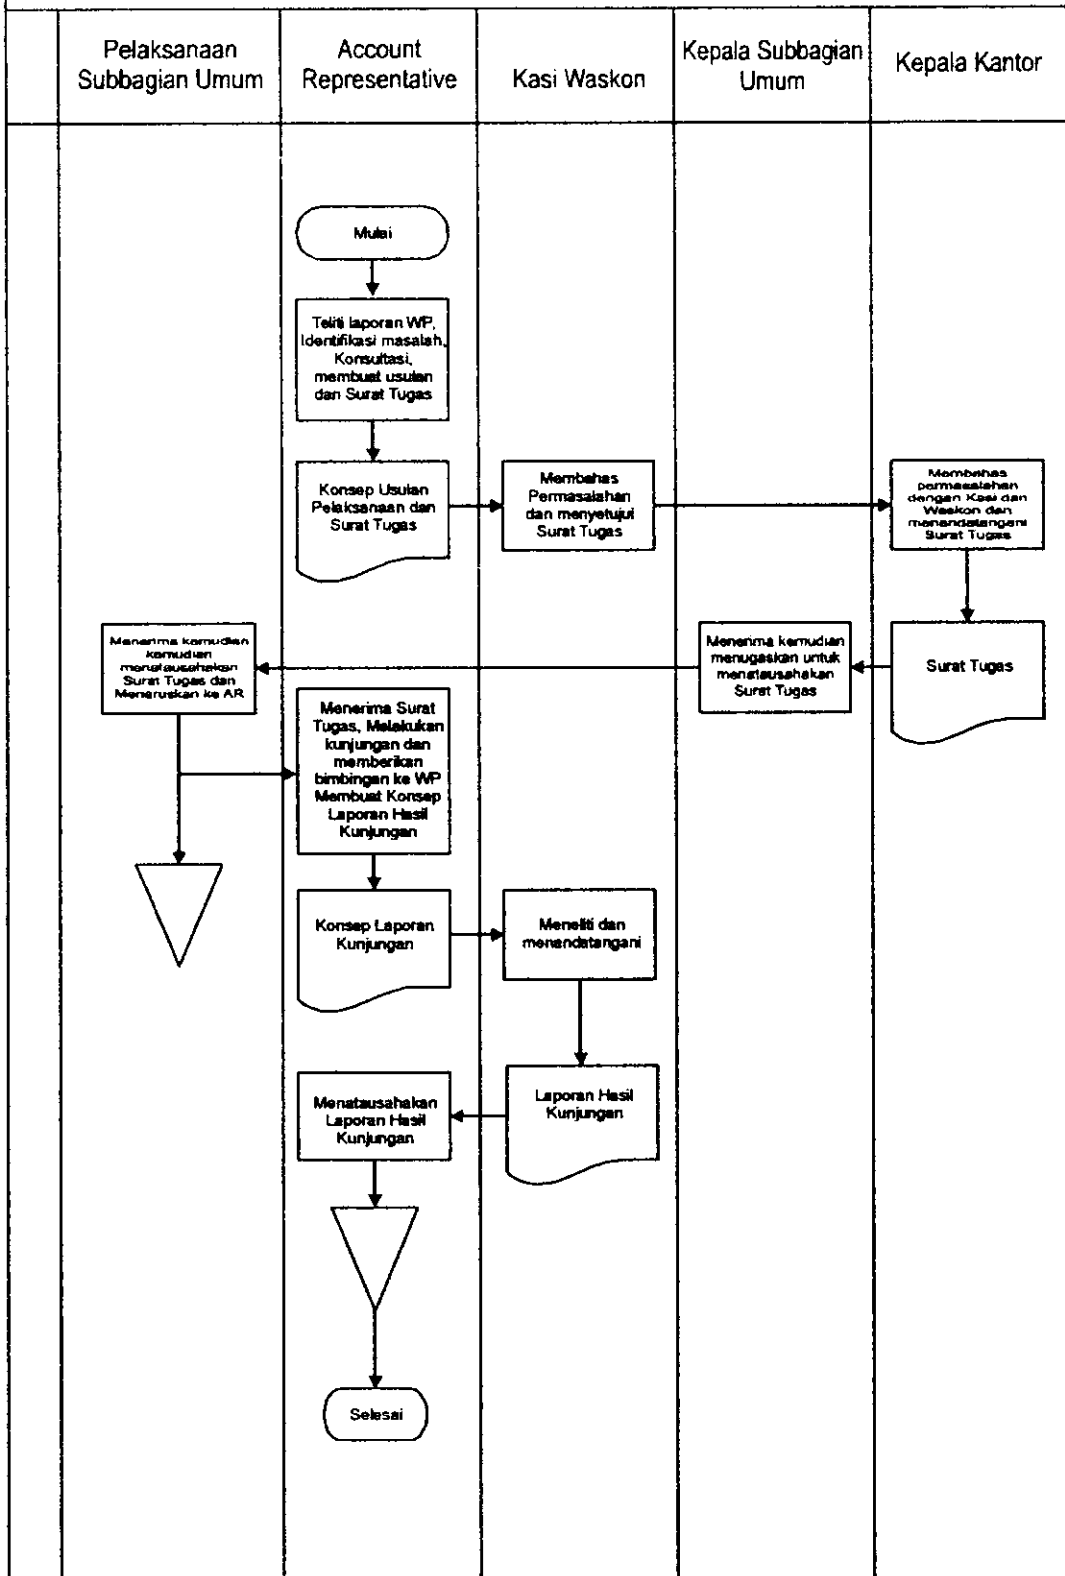 Pelaksanaan
Subbagian Umum
Account
Representative
Kasi Waskon
Kepala Subbagian
Umum
Kepala Kantor
Mulai
Teliti laporan WP,
Identifikasi masalah,
Konsultasi,
membuat usulan
dan Surat Tugas
Konsep Usulan
Pelaksanaan dan
Surat Tugas
Membahas
Permasalahan
dan menyetujui
Surat Tugas
Membahas
permasalahan
dengan Kasi dan
Waskon dan
menandatangani
Surat Tugas
Menerima kemudian
kemudian
menatausahakan
Surat Tugas dan
Meneruskan ke AR
Menerima kemudian
menugaskan untuk
menatausahakan
Surat Tugas
Surat Tugas
Menerima Surat
Tugas, Melakukan
kunjungan dan
memberikan
bimbingan ke WP
Membuat Konsep
Laporan Hasil
Kunjungan
Konsep Laporan
Kunjungan
Meneliti dan
menandatangani
Menatausahakan
Laporan Hasil
Kunjungan
Laporan Hasil
Kunjungan
Selesai